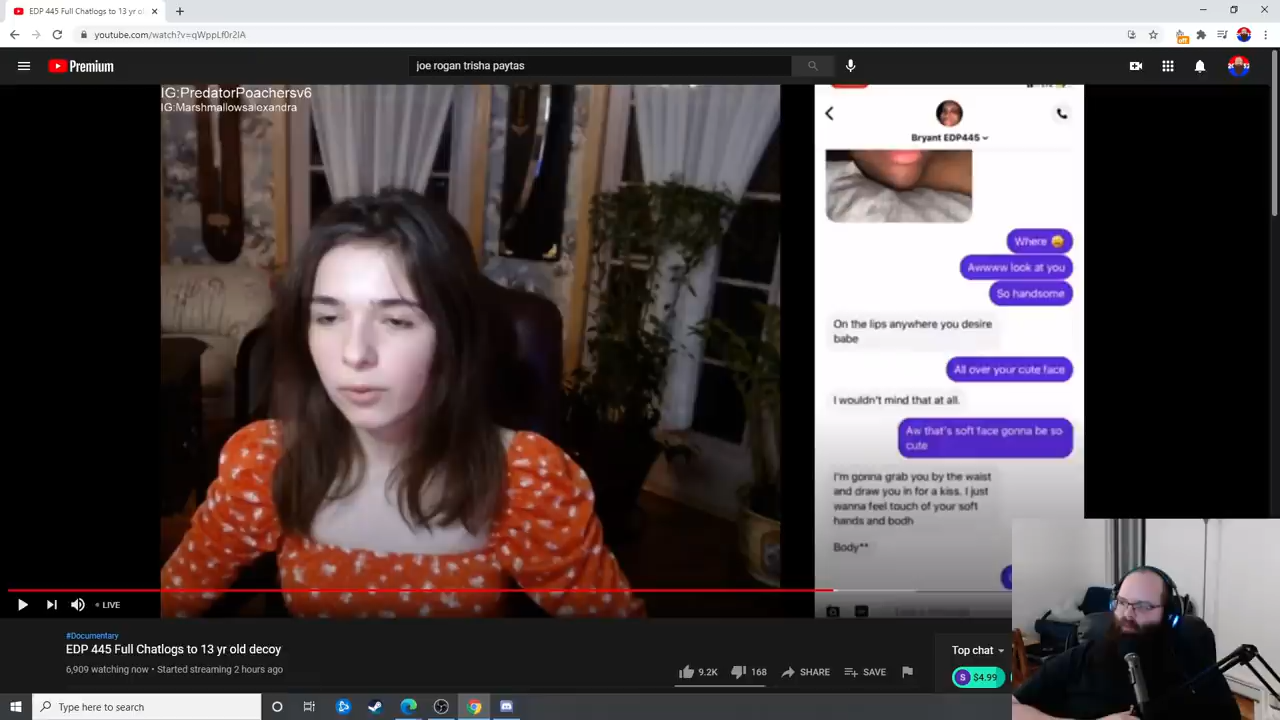 EDP 445 Full Chatlogs to 13 yr ol
youtube.com/watch?v=qWppLf0r2IA
off
Premium
joe rogan trisha paytas
IG:PredatorPoachersv6
IG:Marshmallowsalexandra
Bryant EDP445
Where
Awwww look at you
So handsome
On the lips anywhere you desire
babe
All over your cute face
I wouldn't mind that at all.
Aw that's soft face gonna be so
cute
I'm gonna grab you by the waist
and draw you in for a kiss. I just
wanna feel touch of your soft
hands and bodh
Body**
LIVE
#Documentary
EDP 445 Full Chatlogs to 13 yr old decoy
6,909 watching now • Started streaming 2 hours ago
9.2K
168
SHARE
SAVE
Top chat
S $4.99
Type here to search